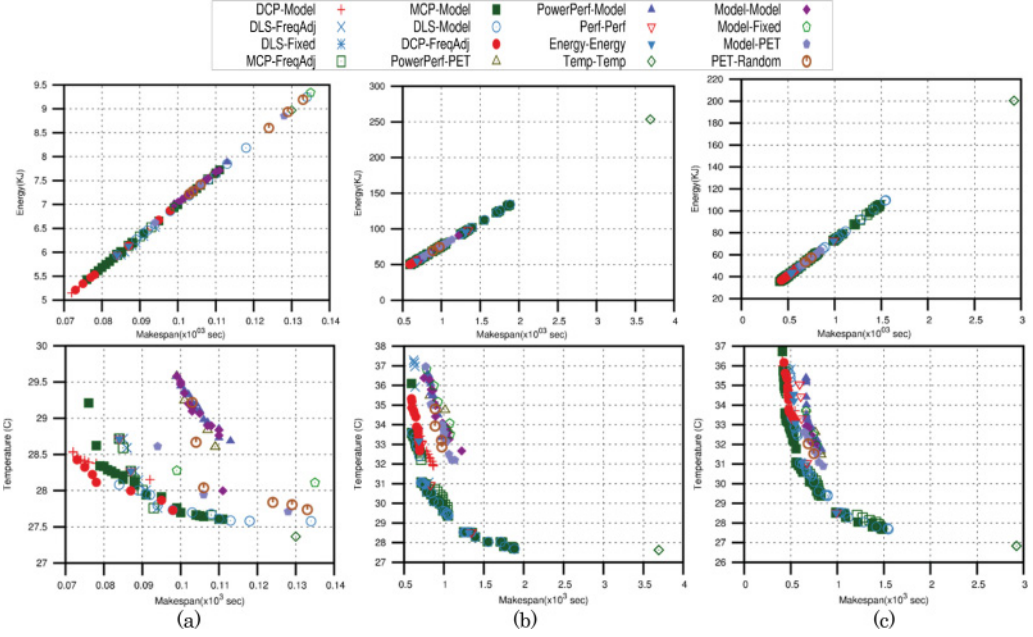 DCP-Model MCP-Model PowerPerf-Model Model-Model
DLS-FreqAdj DLS-Model Perf-Perf Model-Fixed
DLS-Fixed DCP-FreqAdj Energy-Energy Model-PET
MCP-FreqAdj PowerPerf-PET Temp-Temp PET-Random
9.5
9
8.5
8
7.5
7
6.5
6
5.5
5
Energy(KJ)
0.07 0.08 0.09 0.1 0.11 0.12 0.13 0.14
Makespan(x10^03 sec)
300
250
200
150
100
50
0
Energy(KJ)
0.5 1 1.5 2 2.5 3 3.5 4
Makespan(x10^03 sec)
220
200
180
160
140
120
100
80
60
40
20
Energy(KJ)
0 0.5 1 1.5 2 2.5 3
Makespan(x10^03 sec)
30
29.5
29
28.5
28
27.5
27
Temperature (C)
0.07 0.08 0.09 0.1 0.11 0.12 0.13 0.14
Makespan(x10^3 sec)
38
37
36
35
34
33
32
31
30
29
28
27
Temperature (C)
0.5 1 1.5 2 2.5 3 3.5 4
Makespan(x10^3 sec)
37
36
35
34
33
32
31
30
29
28
27
26
Temperature (C)
0 0.5 1 1.5 2 2.5 3
Makespan(x10^3 sec)
(a) (b) (c)